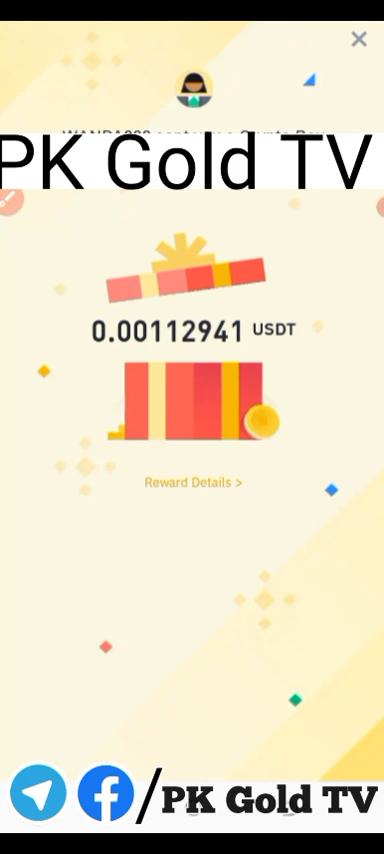 PK Gold TV
0.00112941 USDT
Reward Details >
/PK Gold TV